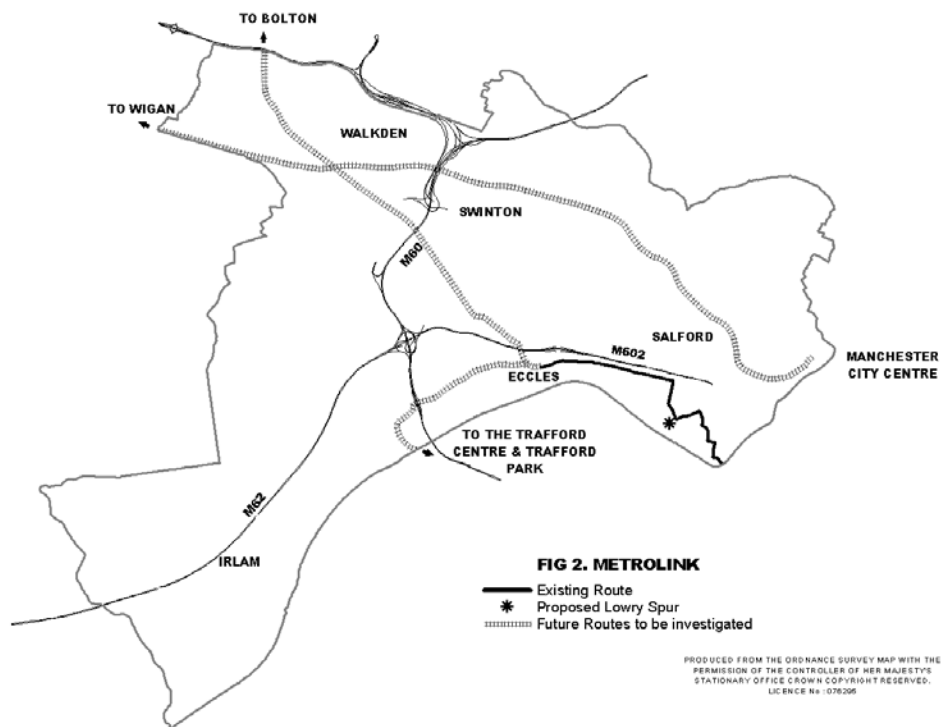 TO BOLTON
TO WIGAN
WALKDEN
SWINTON
M60
SALFORD
M602
MANCHESTER
CITY CENTRE
ECCLES
TO THE TRAFFORD
CENTRE & TRAFFORD
PARK
M62
IRLAM
FIG 2. METROLINK
Existing Route
Proposed Lowry Spur
Future Routes to be investigated
PRODUCED FROM THE ORDNANCE SURVEY MAP WITH THE
PERMISSION OF THE CONTROLLER OF HER MAJESTY'S
STATIONARY OFFICE CROWN COPYRIGHT RESERVED.
LICENCE No : 076296